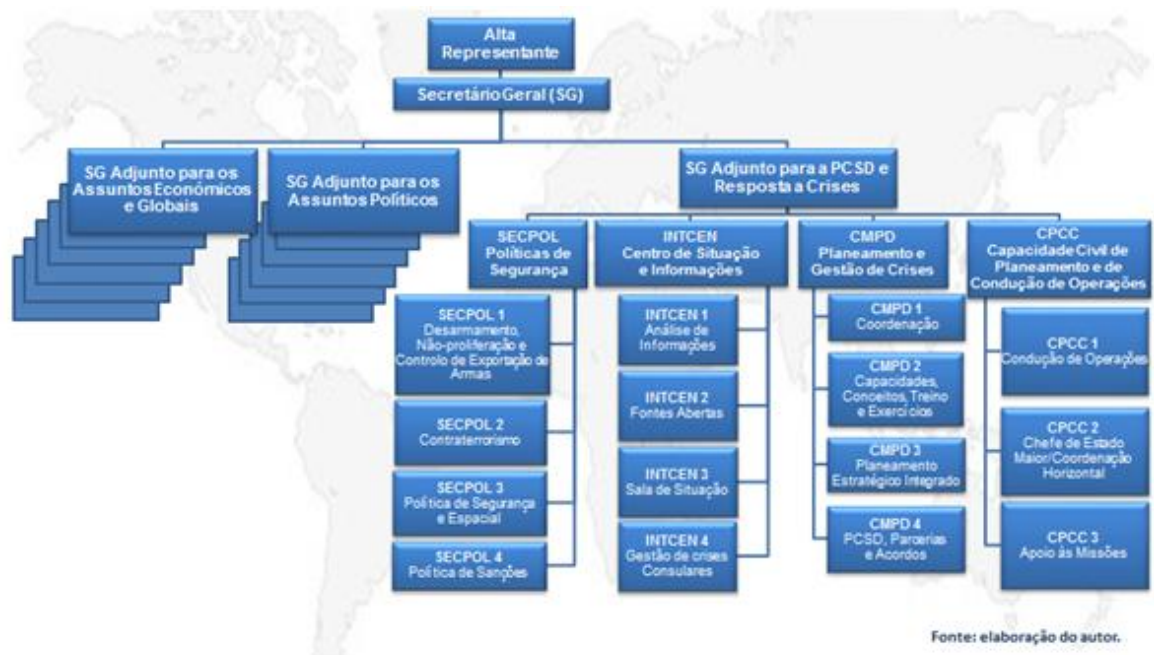 Alta
Representante
Secretário Geral (SG)
SG Adjunto para os
Assuntos Económicos
e Globais
SG Adjunto para os
Assuntos Políticos
SG Adjunto para a PCSD e
Resposta a Crises
SECPOL
Políticas de
Segurança
INTCEN
Centro de Situação
e Informações
CMPD
Planeamento e
Gestão de Crises
CPCC
Capacidade Civil de
Planeamento e de
Condução de Operações
SECPOL 1
Desarmamento,
Não-proliferação e
Controlo de Exportação de
Armas
SECPOL 2
Contraterrorismo
SECPOL 3
Política de Segurança
e Espacial
SECPOL 4
Política de Sanções
INTCEN 1
Análise de
Informações
INTCEN 2
Fontes Abertas
INTCEN 3
Sala de Situação
INTCEN 4
Gestão de crises
Consulares
CMPD 1
Coordenação
CMPD 2
Capacidades,
Conceitos, Treino
e Exercícios
CMPD 3
Planeamento
Estratégico Integrado
CMPD 4
PCSD, Parcerias
e Acordos
CPCC 1
Condução de Operações
CPCC 2
Chefe de Estado
Maior/Coordenação
Horizontal
CPCC 3
Apoio às Missões
Fonte: elaboração do autor.